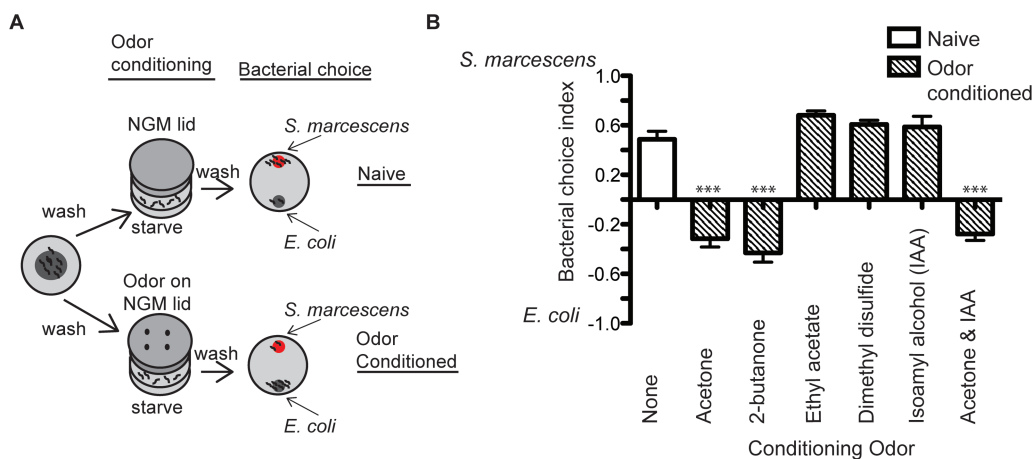 A
Odor
conditioning
Bacterial choice
NGM lid
S. marcescens
wash
Naive
wash
starve
E. coli
Odor on
NGM lid
S. marcescens
wash
wash
Odor
Conditioned
starve
E. coli
B
Naive
Odor
conditioned
S. marcescens
Bacterial choice index
1.0
0.6
0.2
-0.2
-0.6
-1.0
E. coli
***
***
***
None
Acetone
2-butanone
Ethyl acetate
Dimethyl disulfide
Isoamyl alcohol (IAA)
Acetone & IAA
Conditioning Odor